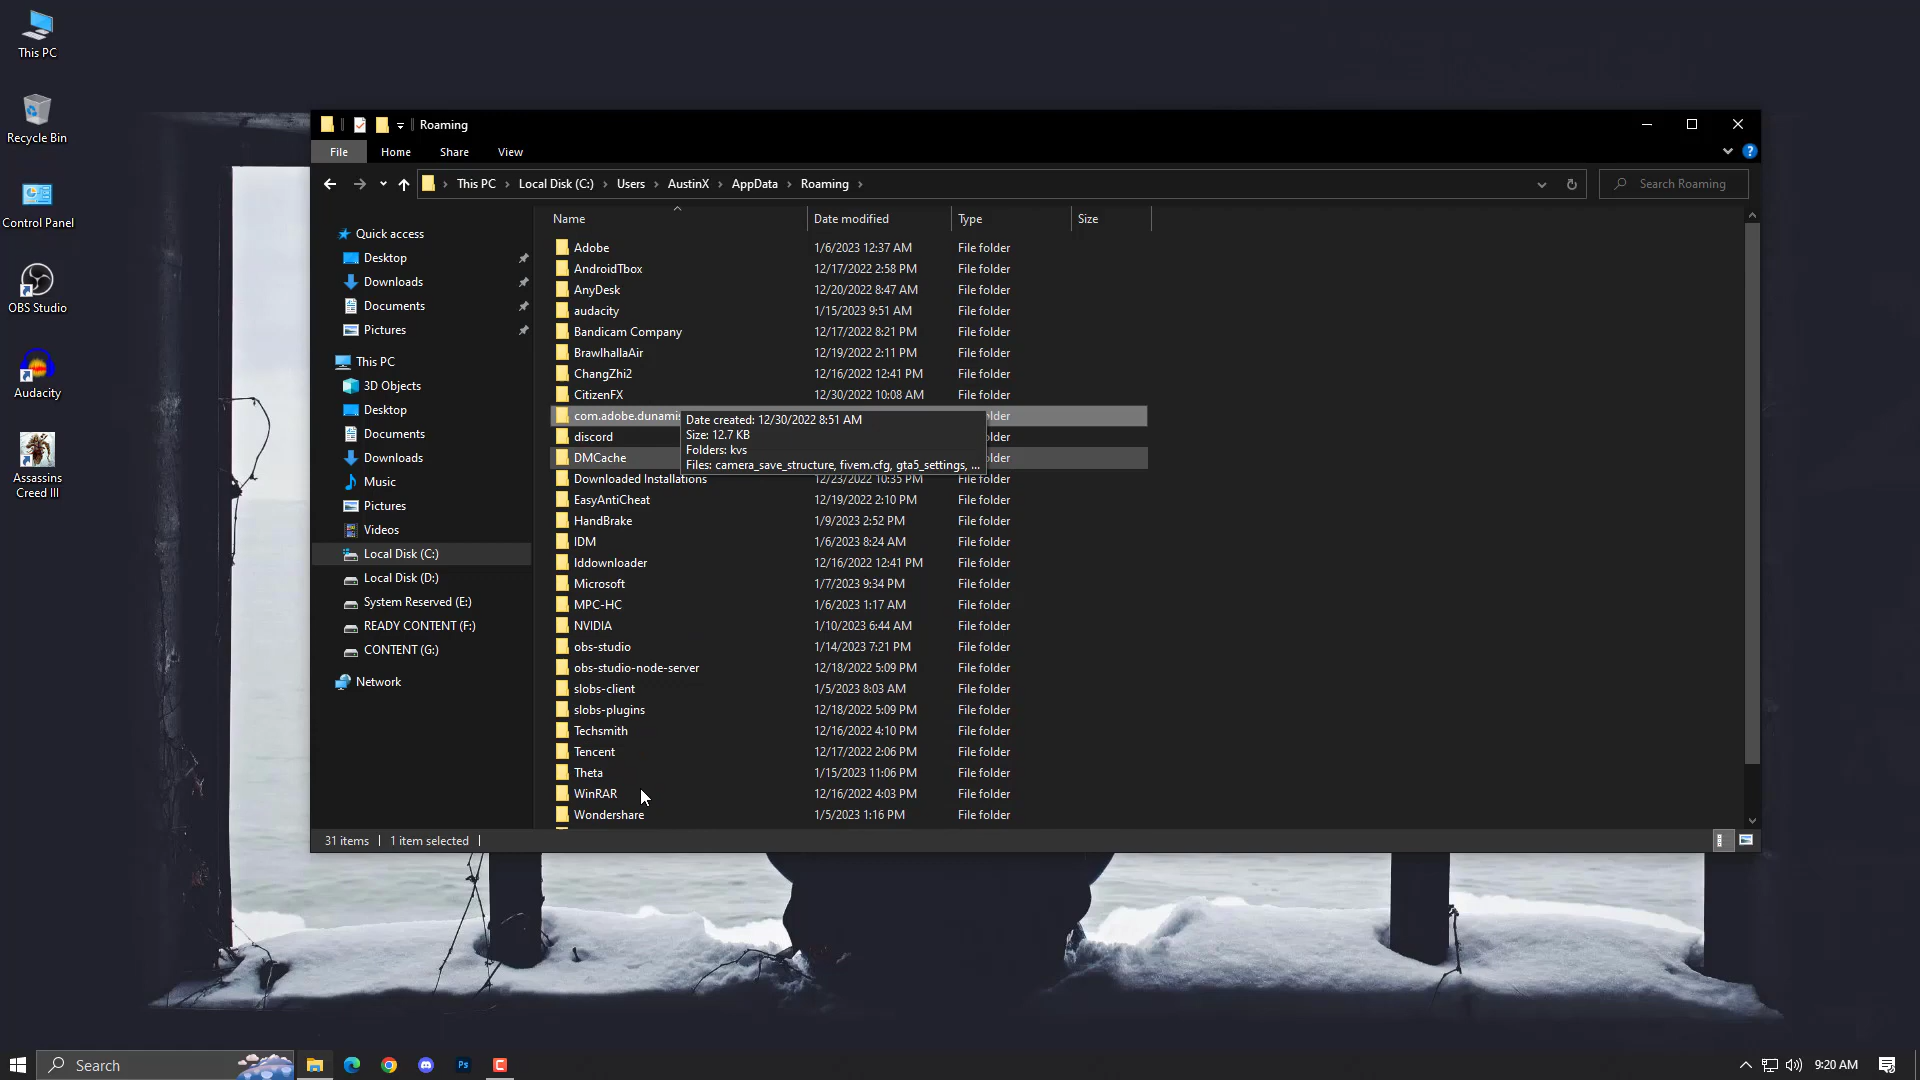 This PC
Recycle Bin
Control Panel
OBS Studio
Audacity
Assassins
Creed III
Roaming
File Home Share View
This PC Local Disk (C:) Users AustinX AppData Roaming
Search Roaming
Quick access
Desktop
Downloads
Documents
Pictures
This PC
3D Objects
Desktop
Documents
Downloads
Music
Pictures
Videos
Local Disk (C:)
Local Disk (D:)
System Reserved (E:)
READY CONTENT (F:)
CONTENT (G:)
Network
Name Date modified Type Size
Adobe 1/6/2023 12:37 AM File folder
AndroidTbox 12/17/2022 2:58 PM File folder
AnyDesk 12/20/2022 8:47 AM File folder
audacity 1/15/2023 9:51 AM File folder
Bandicam Company 12/17/2022 8:21 PM File folder
BrawlhallaAir 12/19/2022 2:11 PM File folder
ChangZhi2 12/16/2022 12:41 PM File folder
CitizenFX 12/30/2022 10:08 AM File folder
com.adobe.dunamis older
discord older
DMCache older
Date created: 12/30/2022 8:51 AM
Size: 12.7 KB
Folders: kvs
Files: camera_save_structure, fivem.cfg, gta5_settings, ...
Downloaded Installations 12/23/2022 10:35 PM File folder
EasyAntiCheat 12/19/2022 2:10 PM File folder
HandBrake 1/9/2023 2:52 PM File folder
IDM 1/6/2023 8:24 AM File folder
lddownloader 12/16/2022 12:41 PM File folder
Microsoft 1/7/2023 9:34 PM File folder
MPC-HC 1/6/2023 1:17 AM File folder
NVIDIA 1/10/2023 6:44 AM File folder
obs-studio 1/14/2023 7:21 PM File folder
obs-studio-node-server 12/18/2022 5:09 PM File folder
slobs-client 1/5/2023 8:03 AM File folder
slobs-plugins 12/18/2022 5:09 PM File folder
Techsmith 12/16/2022 4:10 PM File folder
Tencent 12/17/2022 2:06 PM File folder
Theta 1/15/2023 11:06 PM File folder
WinRAR 12/16/2022 4:03 PM File folder
Wondershare 1/5/2023 1:16 PM File folder
31 items 1 item selected
Search
Ps
9:20 AM